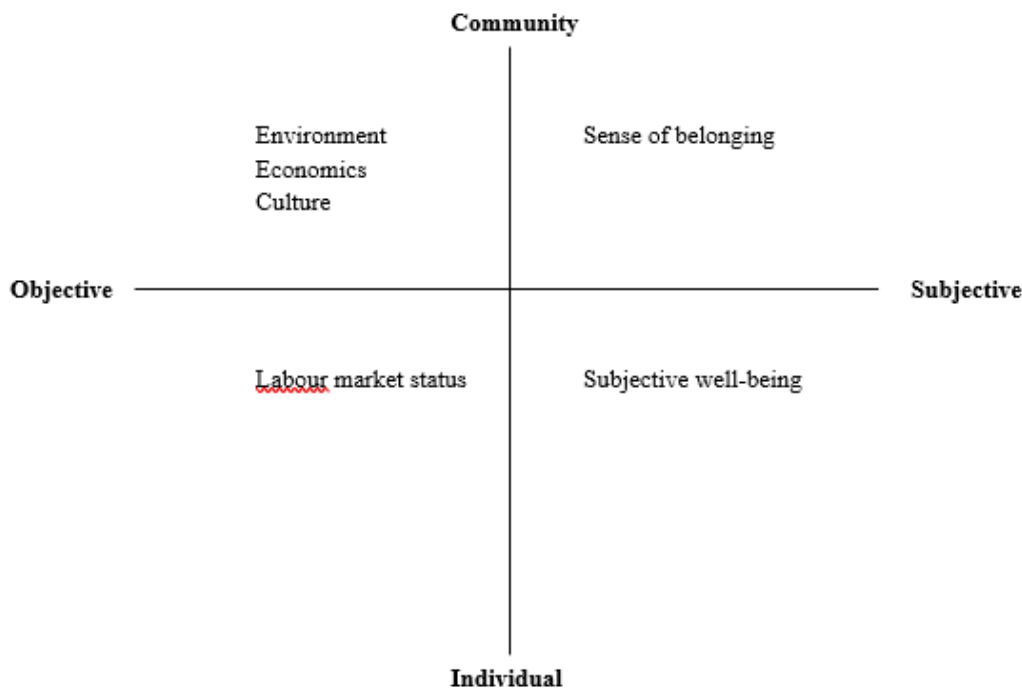 Community
Environment
Sense of belonging
Economics
Culture
Objective
Subjective
Labour market status
Subjective well-being
Individual